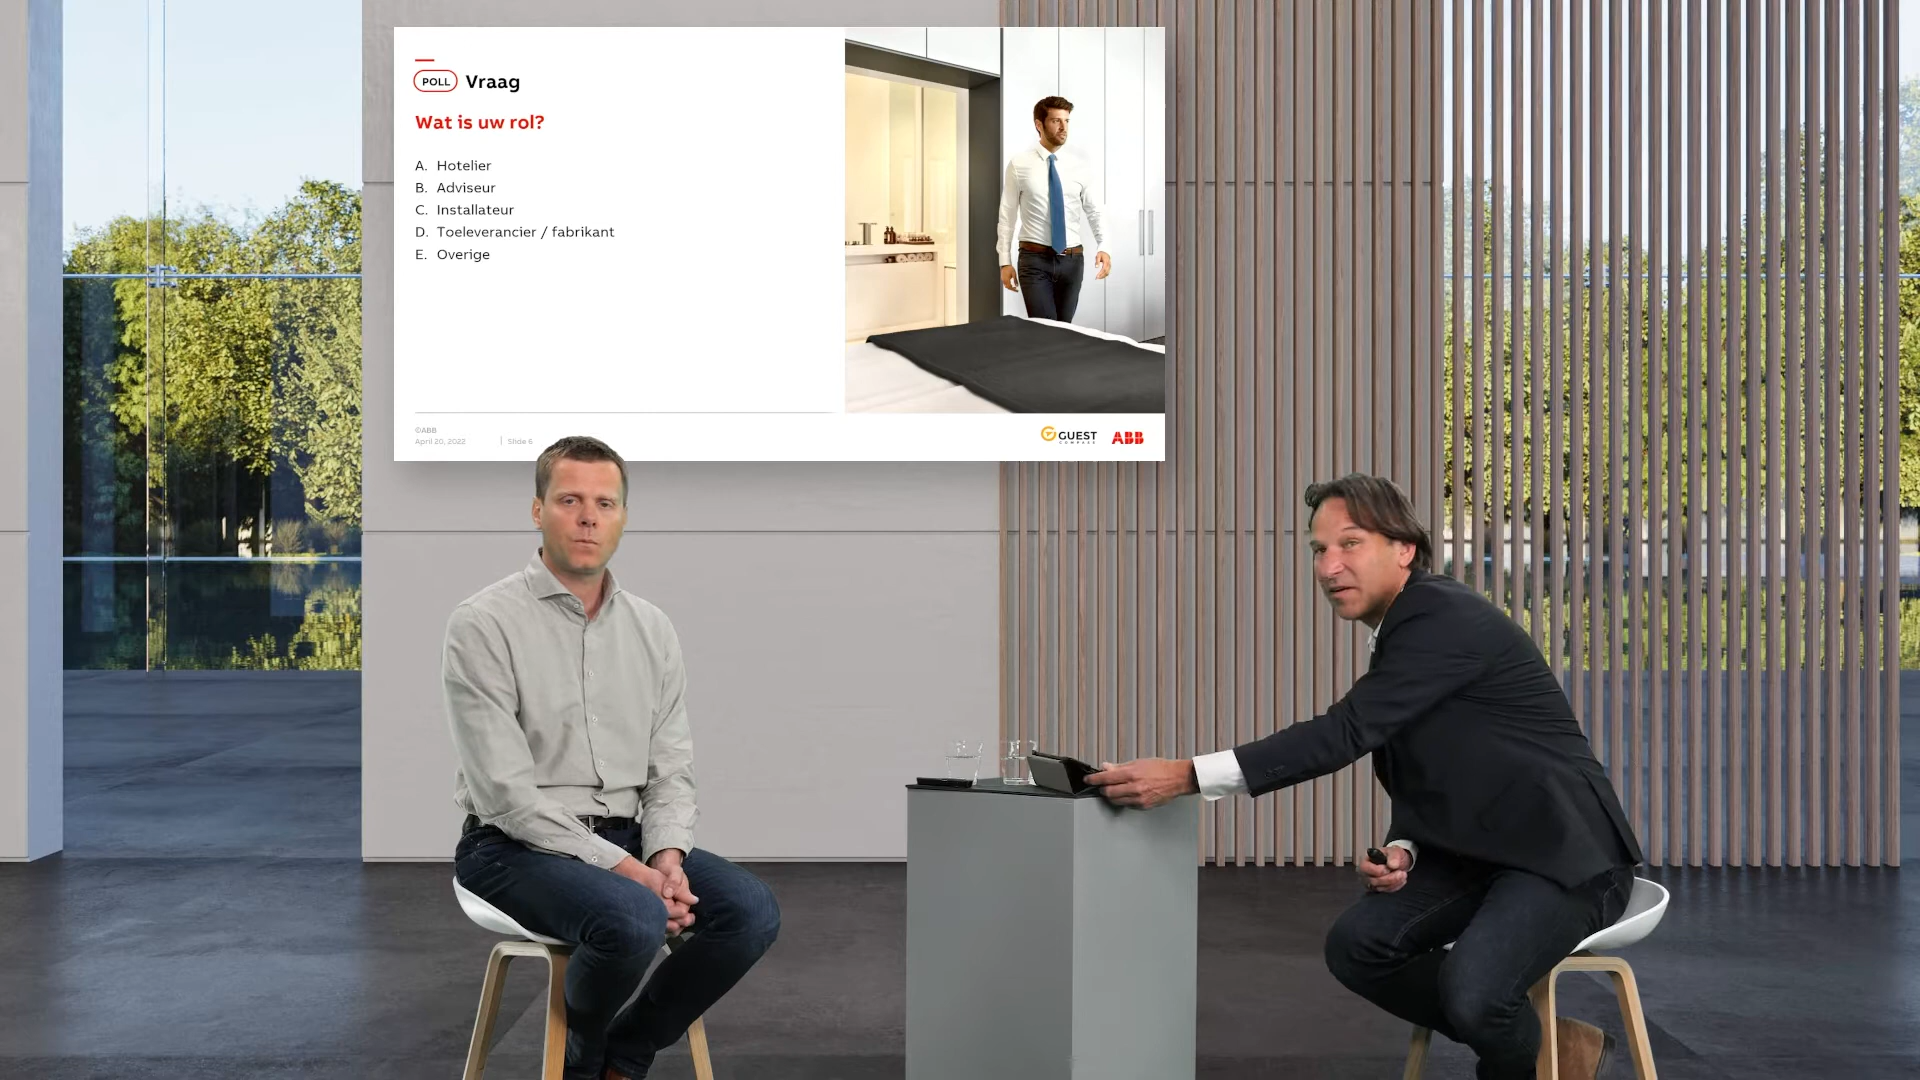 POLL Vraag
Wat is uw rol?
A. Hotelier
B. Adviseur
C. Installateur
D. Toeleverancier / fabrikant
E. Overige
©ABB
April 20, 2022 | Slide 6
GUEST
COMPASS
ABB